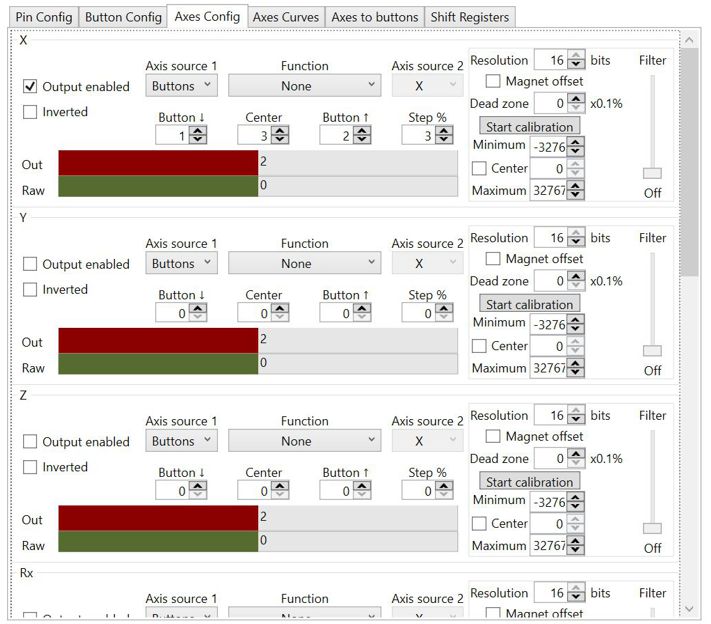 Pin Config Button Config Axes Config Axes Curves Axes to buttons Shift Registers
X
Axis source 1 Function Axis source 2 Resolution 16 bits Filter
Output enabled Buttons None X Magnet offset
Inverted Dead zone 0 x0.1%
Button ↓ Center Button ↑ Step % Start calibration
1 3 2 3 Minimum -3276
Out 2 Center 0
Raw 0 Maximum 32767 Off
Y
Axis source 1 Function Axis source 2 Resolution 16 bits Filter
Output enabled Buttons None X Magnet offset
Inverted Dead zone 0 x0.1%
Button ↓ Center Button ↑ Step % Start calibration
0 0 0 0 Minimum -3276
Out 2 Center 0
Raw 0 Maximum 32767 Off
Z
Axis source 1 Function Axis source 2 Resolution 16 bits Filter
Output enabled Buttons None X Magnet offset
Inverted Dead zone 0 x0.1%
Button ↓ Center Button ↑ Step % Start calibration
0 0 0 0 Minimum -3276
Out 2 Center 0
Raw 0 Maximum 32767 Off
Rx
Axis source 1 Function Axis source 2 Resolution 16 bits Filter
Output enabled Buttons None X Magnet offset